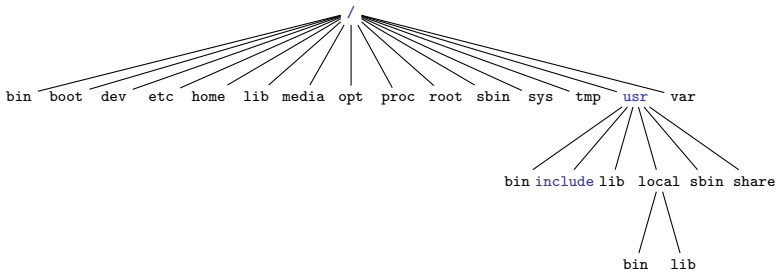 /
bin boot dev etc home lib media opt proc root sbin sys tmp usr var
bin include lib local sbin share
bin lib